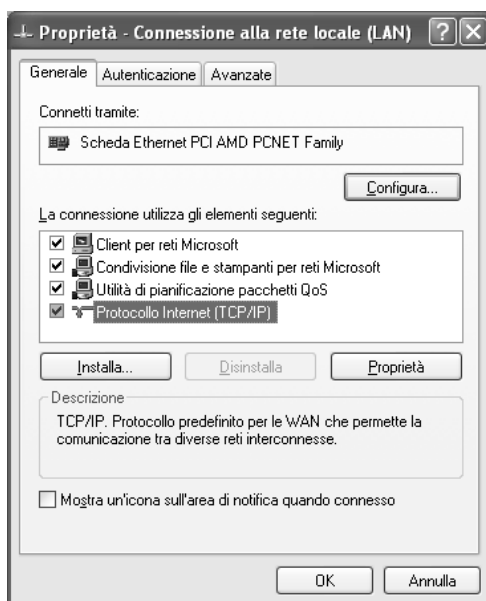 Proprietà - Connessione alla rete locale (LAN)
Generale Autenticazione Avanzate
Connetti tramite:
Scheda Ethernet PCI AMD PCNET Family
Configura...
La connessione utilizza gli elementi seguenti:
Client per reti Microsoft
Condivisione file e stampanti per reti Microsoft
Utilità di pianificazione pacchetti QoS
Protocollo Internet (TCP/IP)
Installa... Disinstalla Proprietà
Descrizione
TCP/IP. Protocollo predefinito per le WAN che permette la
comunicazione tra diverse reti interconnesse.
Mostra un'icona sull'area di notifica quando connesso
OK Annulla